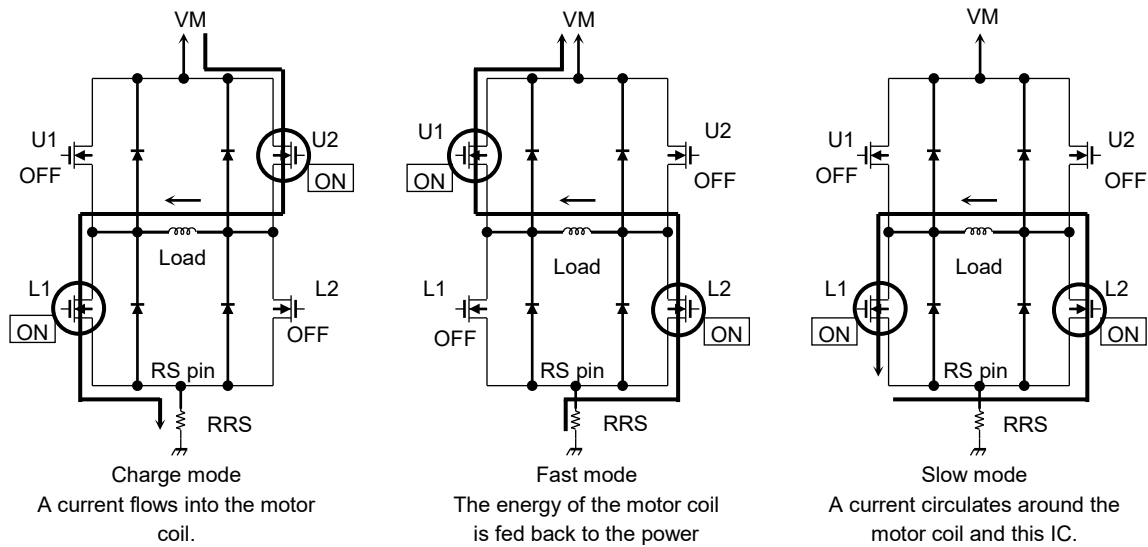 VM
U1
OFF
U2
ON
Load
L1
ON
L2
OFF
RS pin
RRS
Charge mode
A current flows into the motor
coil.
VM
U1
ON
U2
OFF
Load
L1
OFF
L2
ON
RS pin
RRS
Fast mode
The energy of the motor coil
is fed back to the power
VM
U1
OFF
U2
OFF
Load
L1
ON
L2
ON
RS pin
RRS
Slow mode
A current circulates around the
motor coil and this IC.